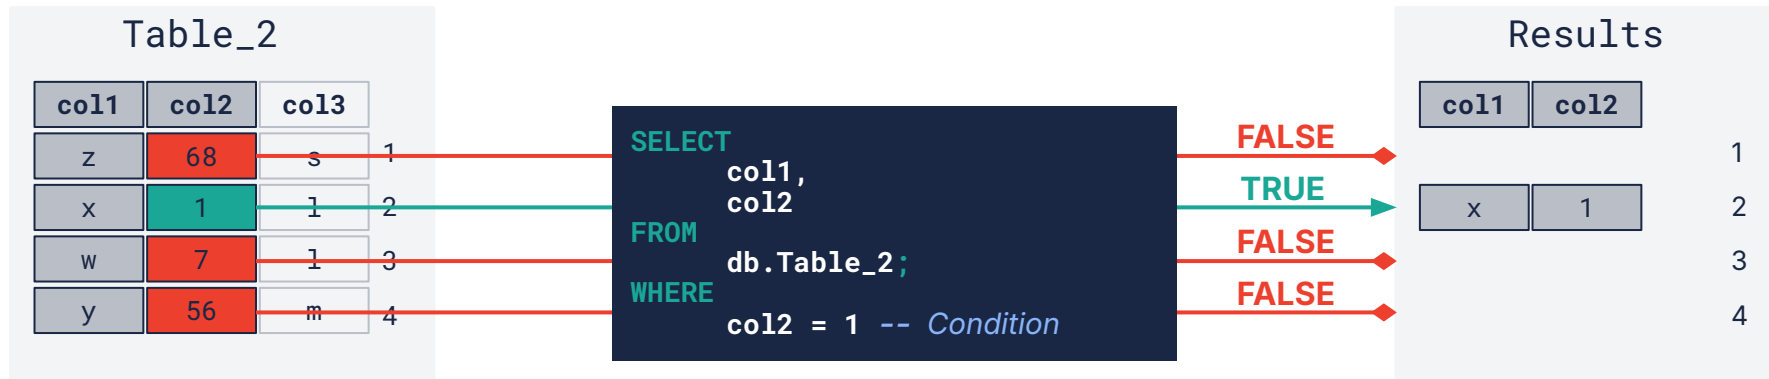 Table_2
col1 col2 col3
z 68 s 1
x 1 l 2
w 7 l 3
y 56 m 4
SELECT
col1,
col2
FROM
db.Table_2;
WHERE
col2 = 1 -- Condition
FALSE
TRUE
FALSE
FALSE
Results
col1 col2
1
x 1 2
3
4